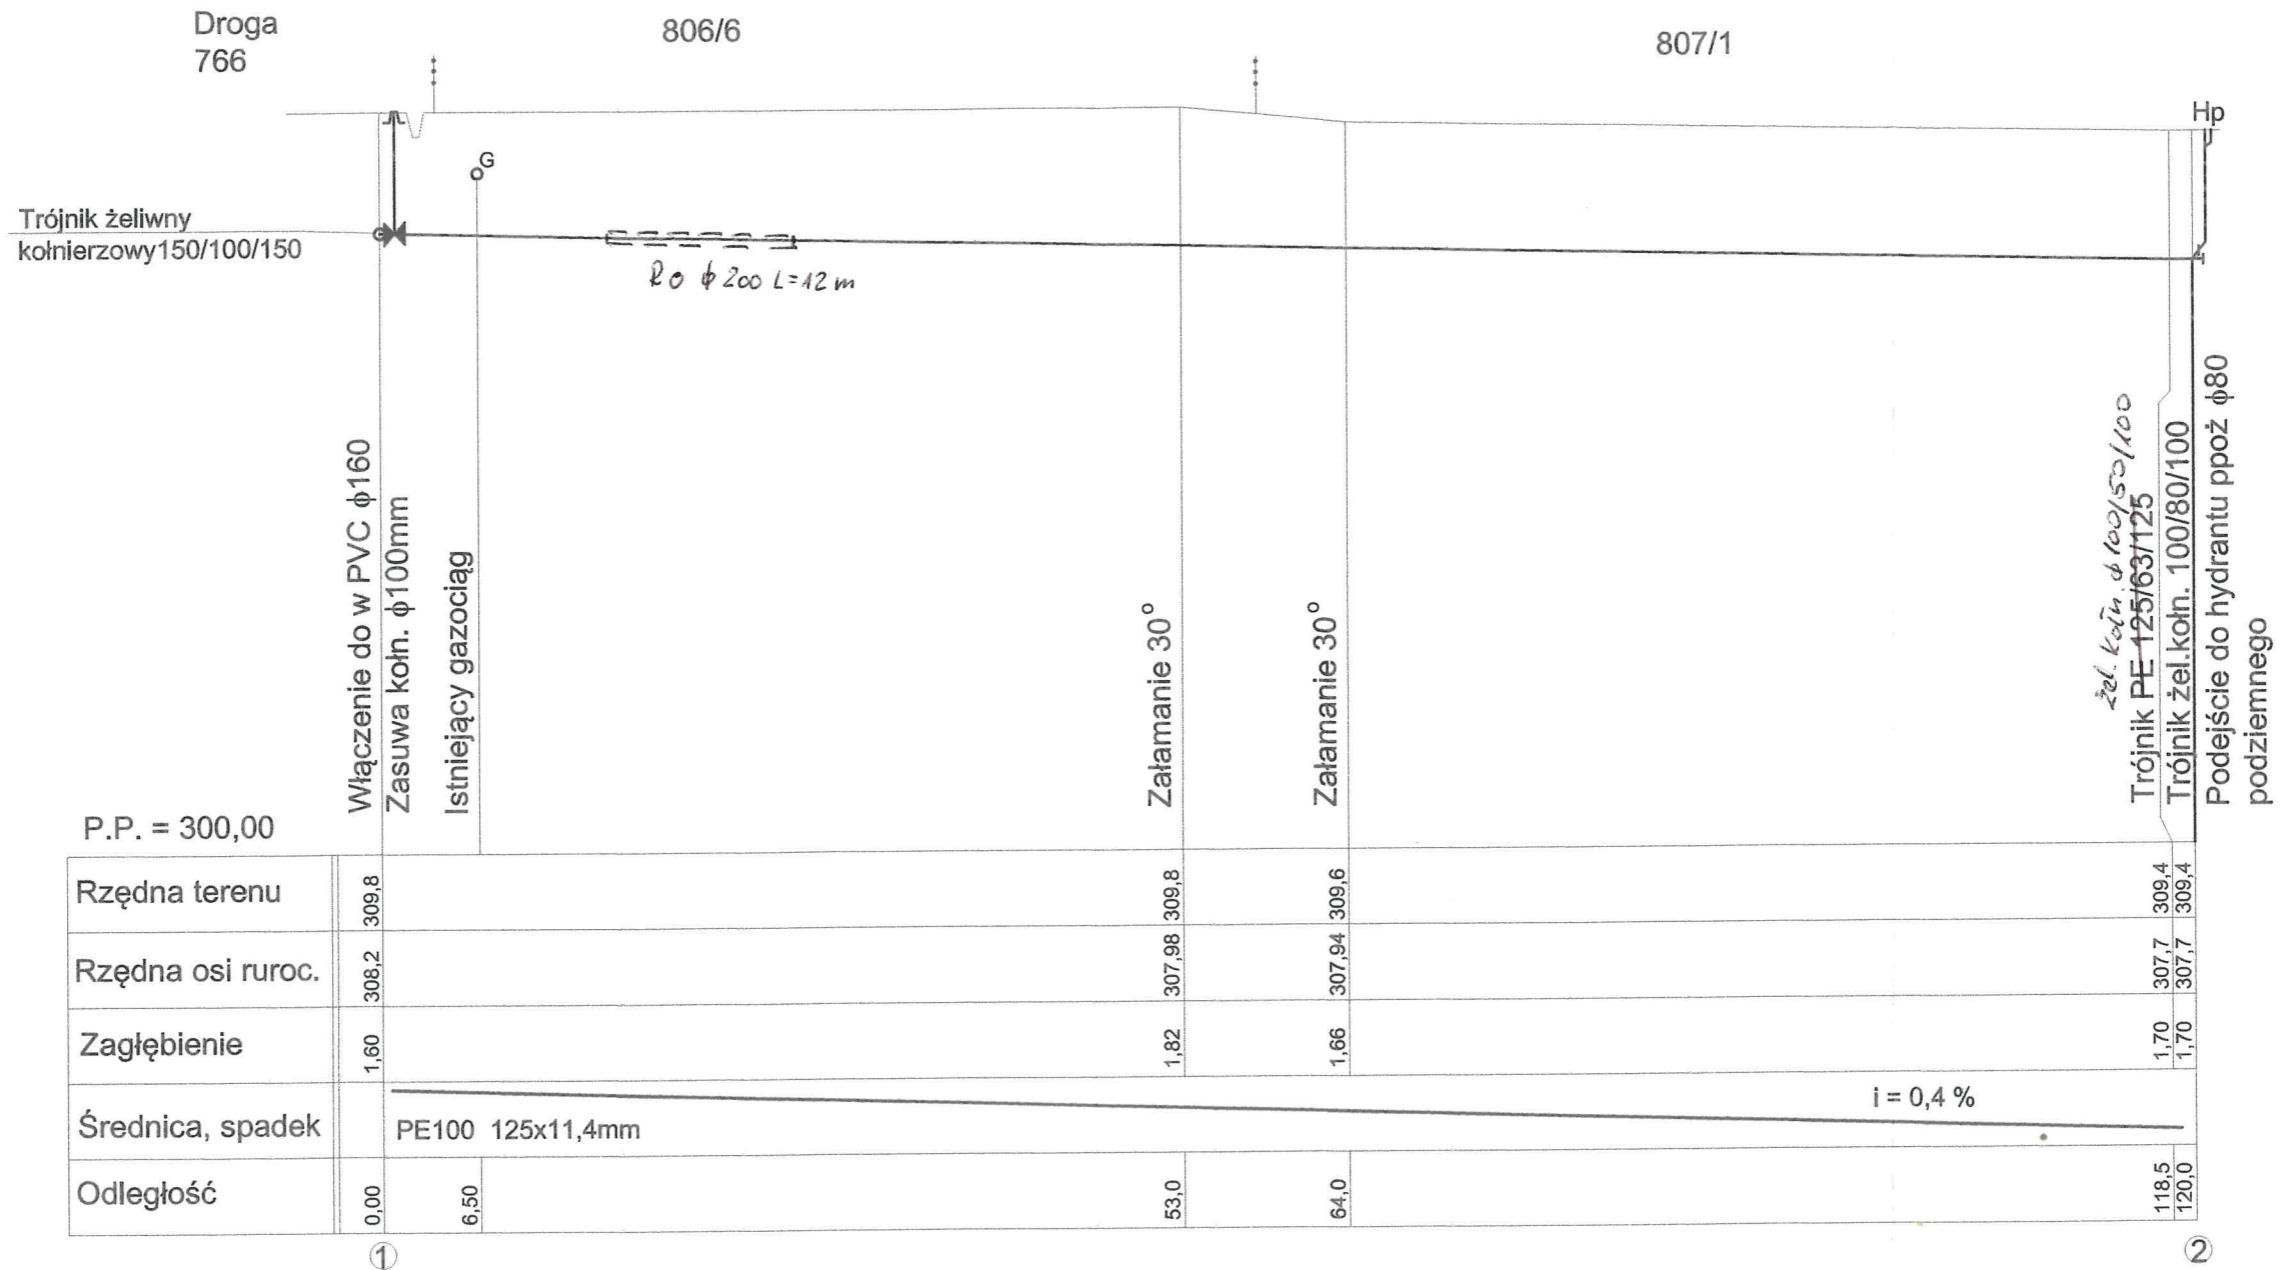 Droga
766
806/6
807/1
Hp
G
Trójnik żeliwny
kołnierzowy150/100/150
RO ϕ 200 L=12 m
Włączenie do w PVC ϕ160
Zasuwa kołn. ϕ100mm
Istniejący gazociąg
Załamanie 30°
Załamanie 30°
żel. kołn. ϕ 100/50/100
Trójnik PE 125/63/125
Trójnik żel.kołn. 100/80/100
Podejście do hydrantu ppoż ϕ80
podziemnego
P.P. = 300,00
Rzędna terenu 309,8 309,8 309,6 309,4 309,4
Rzędna osi ruroc. 308,2 307,98 307,94 307,7 307,7
Zagłębienie 1,60 1,82 1,66 1,70 1,70
Średnica, spadek PE100 125x11,4mm i = 0,4 %
Odległość 0,00 6,50 53,0 64,0 118,5 120,0
1 2